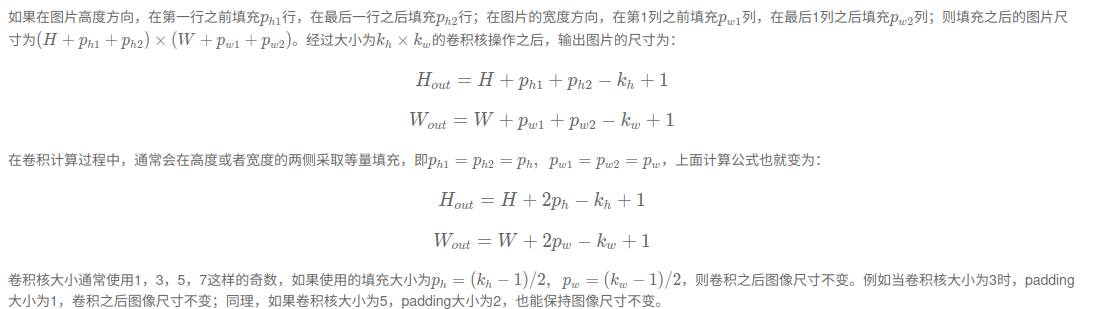 如果在图片高度方向，在第一行之前填充$p_{h1}$行，在最后一行之后填充$p_{h2}$行；在图片的宽度方向，在第1列之前填充$p_{w1}$列，在最后1列之后填充$p_{w2}$列；则填充之后的图片尺
寸为$(H + p_{h1} + p_{h2}) \times (W + p_{w1} + p_{w2})$。经过大小为$k_h \times k_w$的卷积核操作之后，输出图片的尺寸为：
$H_{out} = H + p_{h1} + p_{h2} - k_h + 1$
$W_{out} = W + p_{w1} + p_{w2} - k_w + 1$
在卷积计算过程中，通常会在高度或者宽度的两侧采取等量填充，即$p_{h1} = p_{h2} = p_h$，$p_{w1} = p_{w2} = p_w$，上面计算公式也就变为：
$H_{out} = H + 2p_h - k_h + 1$
$W_{out} = W + 2p_w - k_w + 1$
卷积核大小通常使用1，3，5，7这样的奇数，如果使用的填充大小为$p_h = (k_h - 1)/2$，$p_w = (k_w - 1)/2$，则卷积之后图像尺寸不变。例如当卷积核大小为3时，padding
大小为1，卷积之后图像尺寸不变；同理，如果卷积核大小为5，padding大小为2，也能保持图像尺寸不变。